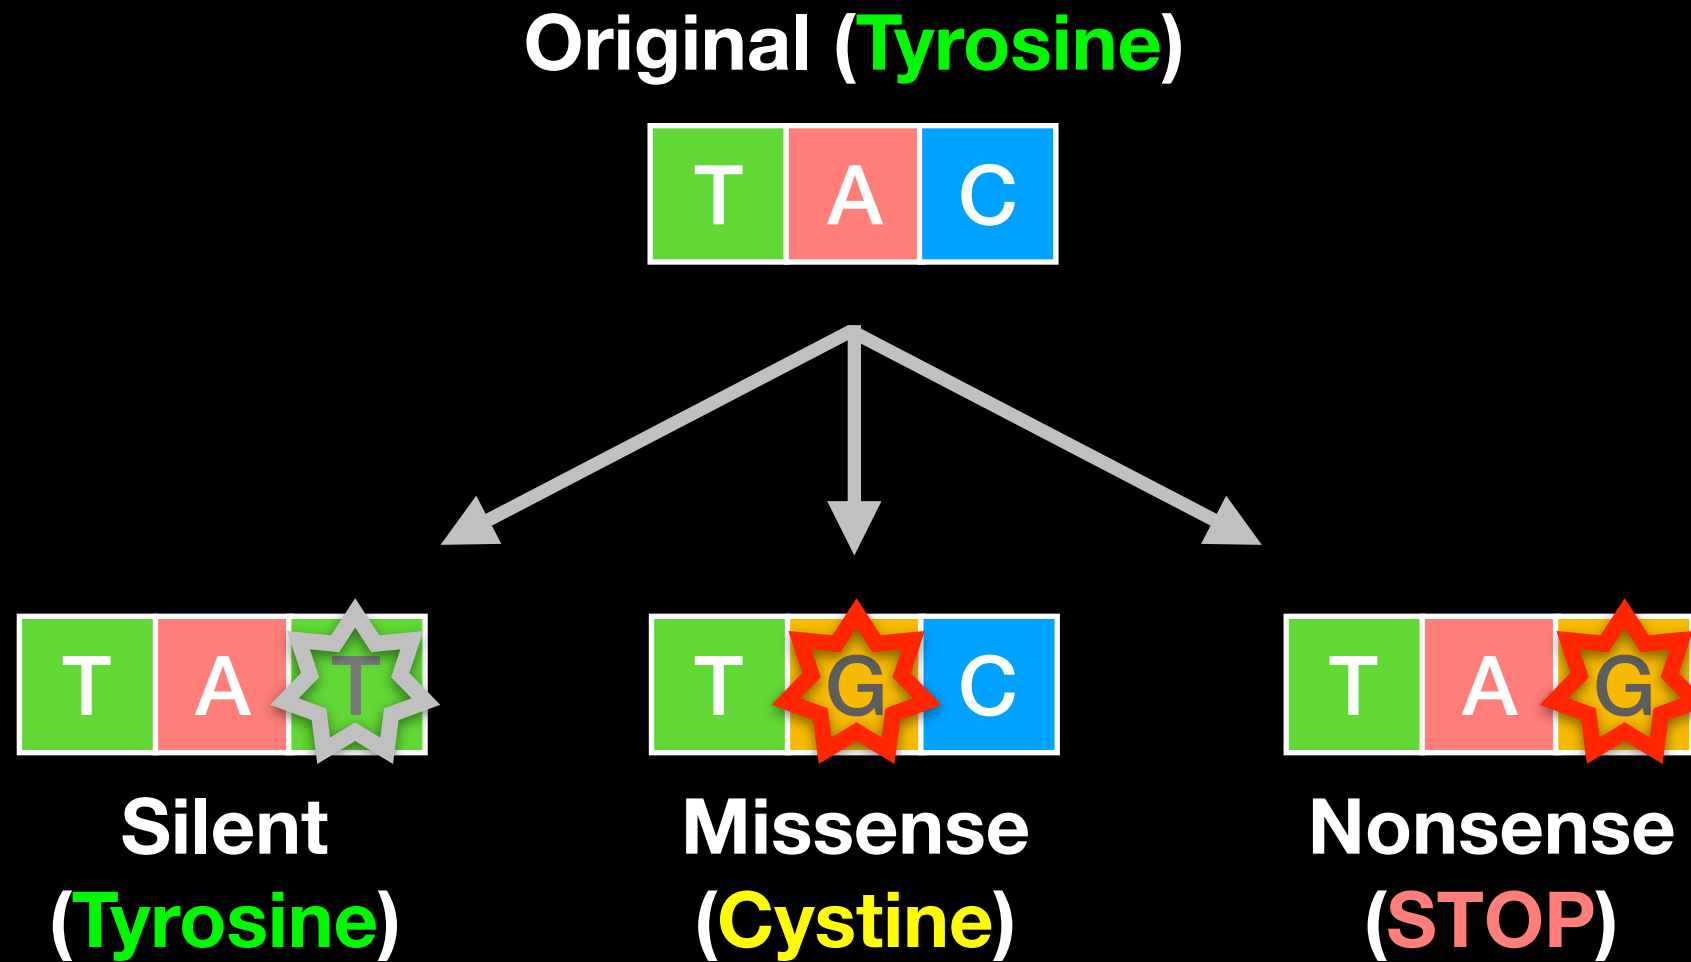 Original (Tyrosine)
T A C
T A T T G C T A G
Silent Missense Nonsense
(Tyrosine) (Cystine) (STOP)